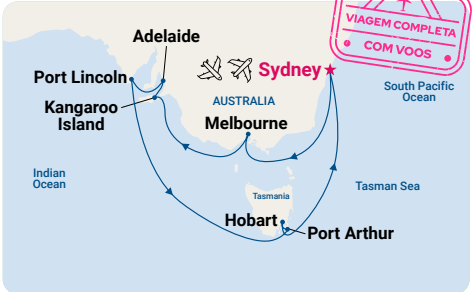 VIAGEM COMPLETA
COM VOOS
Adelaide
Port Lincoln
Sydney
South Pacific
Ocean
Kangaroo
Island
AUSTRALIA
Melbourne
Indian
Ocean
Tasmania
Tasman Sea
Hobart
Port Arthur